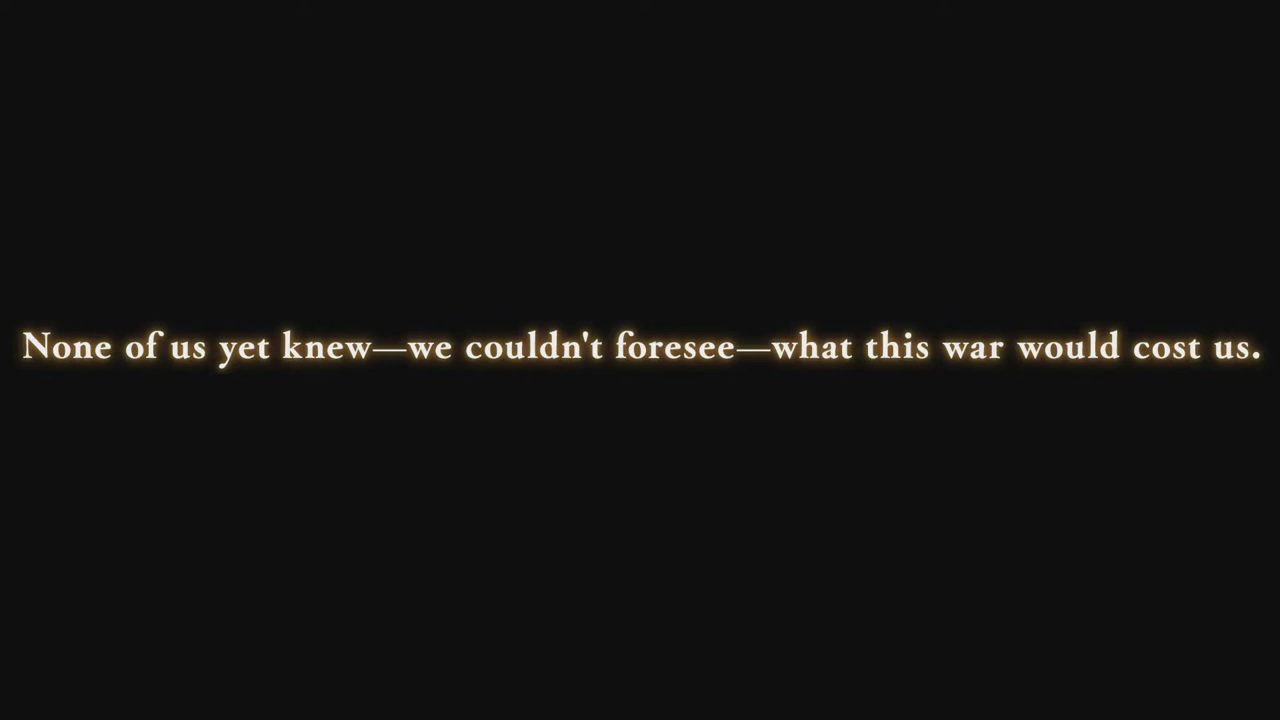 None of us yet knew—we couldn't foresee—what this war would cost us.